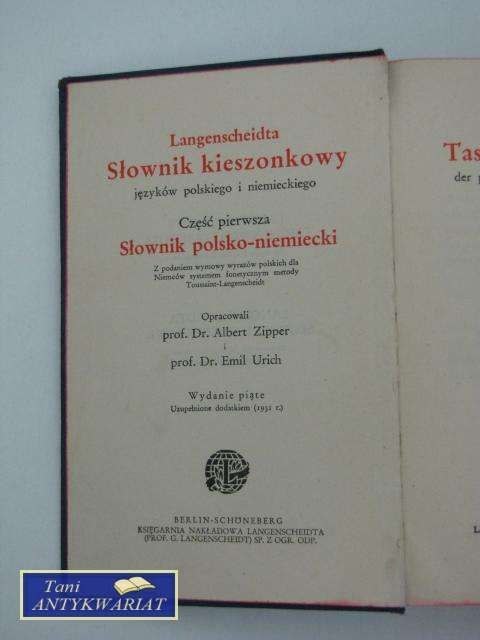 Langenscheidta
Słownik kieszonkowy
języków polskiego i niemieckiego
Część pierwsza
Słownik polsko-niemiecki
Z podaniem wymowy wyrazów polskich dla
Niemców systemem fonetycznym metody
Toussaint-Langenscheidt
Opracowali
prof. Dr. Albert Zipper
i
prof. Dr. Emil Urich
Wydanie piąte
Uzupełnione dodatkiem (1931 r.)
L
BERLIN-SCHÖNEBERG
KSIĘGARNIA NAKŁADOWA LANGENSCHEIDTA
(PROF. G. LANGENSCHEIDT) SP. Z OGR. ODP.
Tas
der p
L
Tani
ANTYKWARIAT